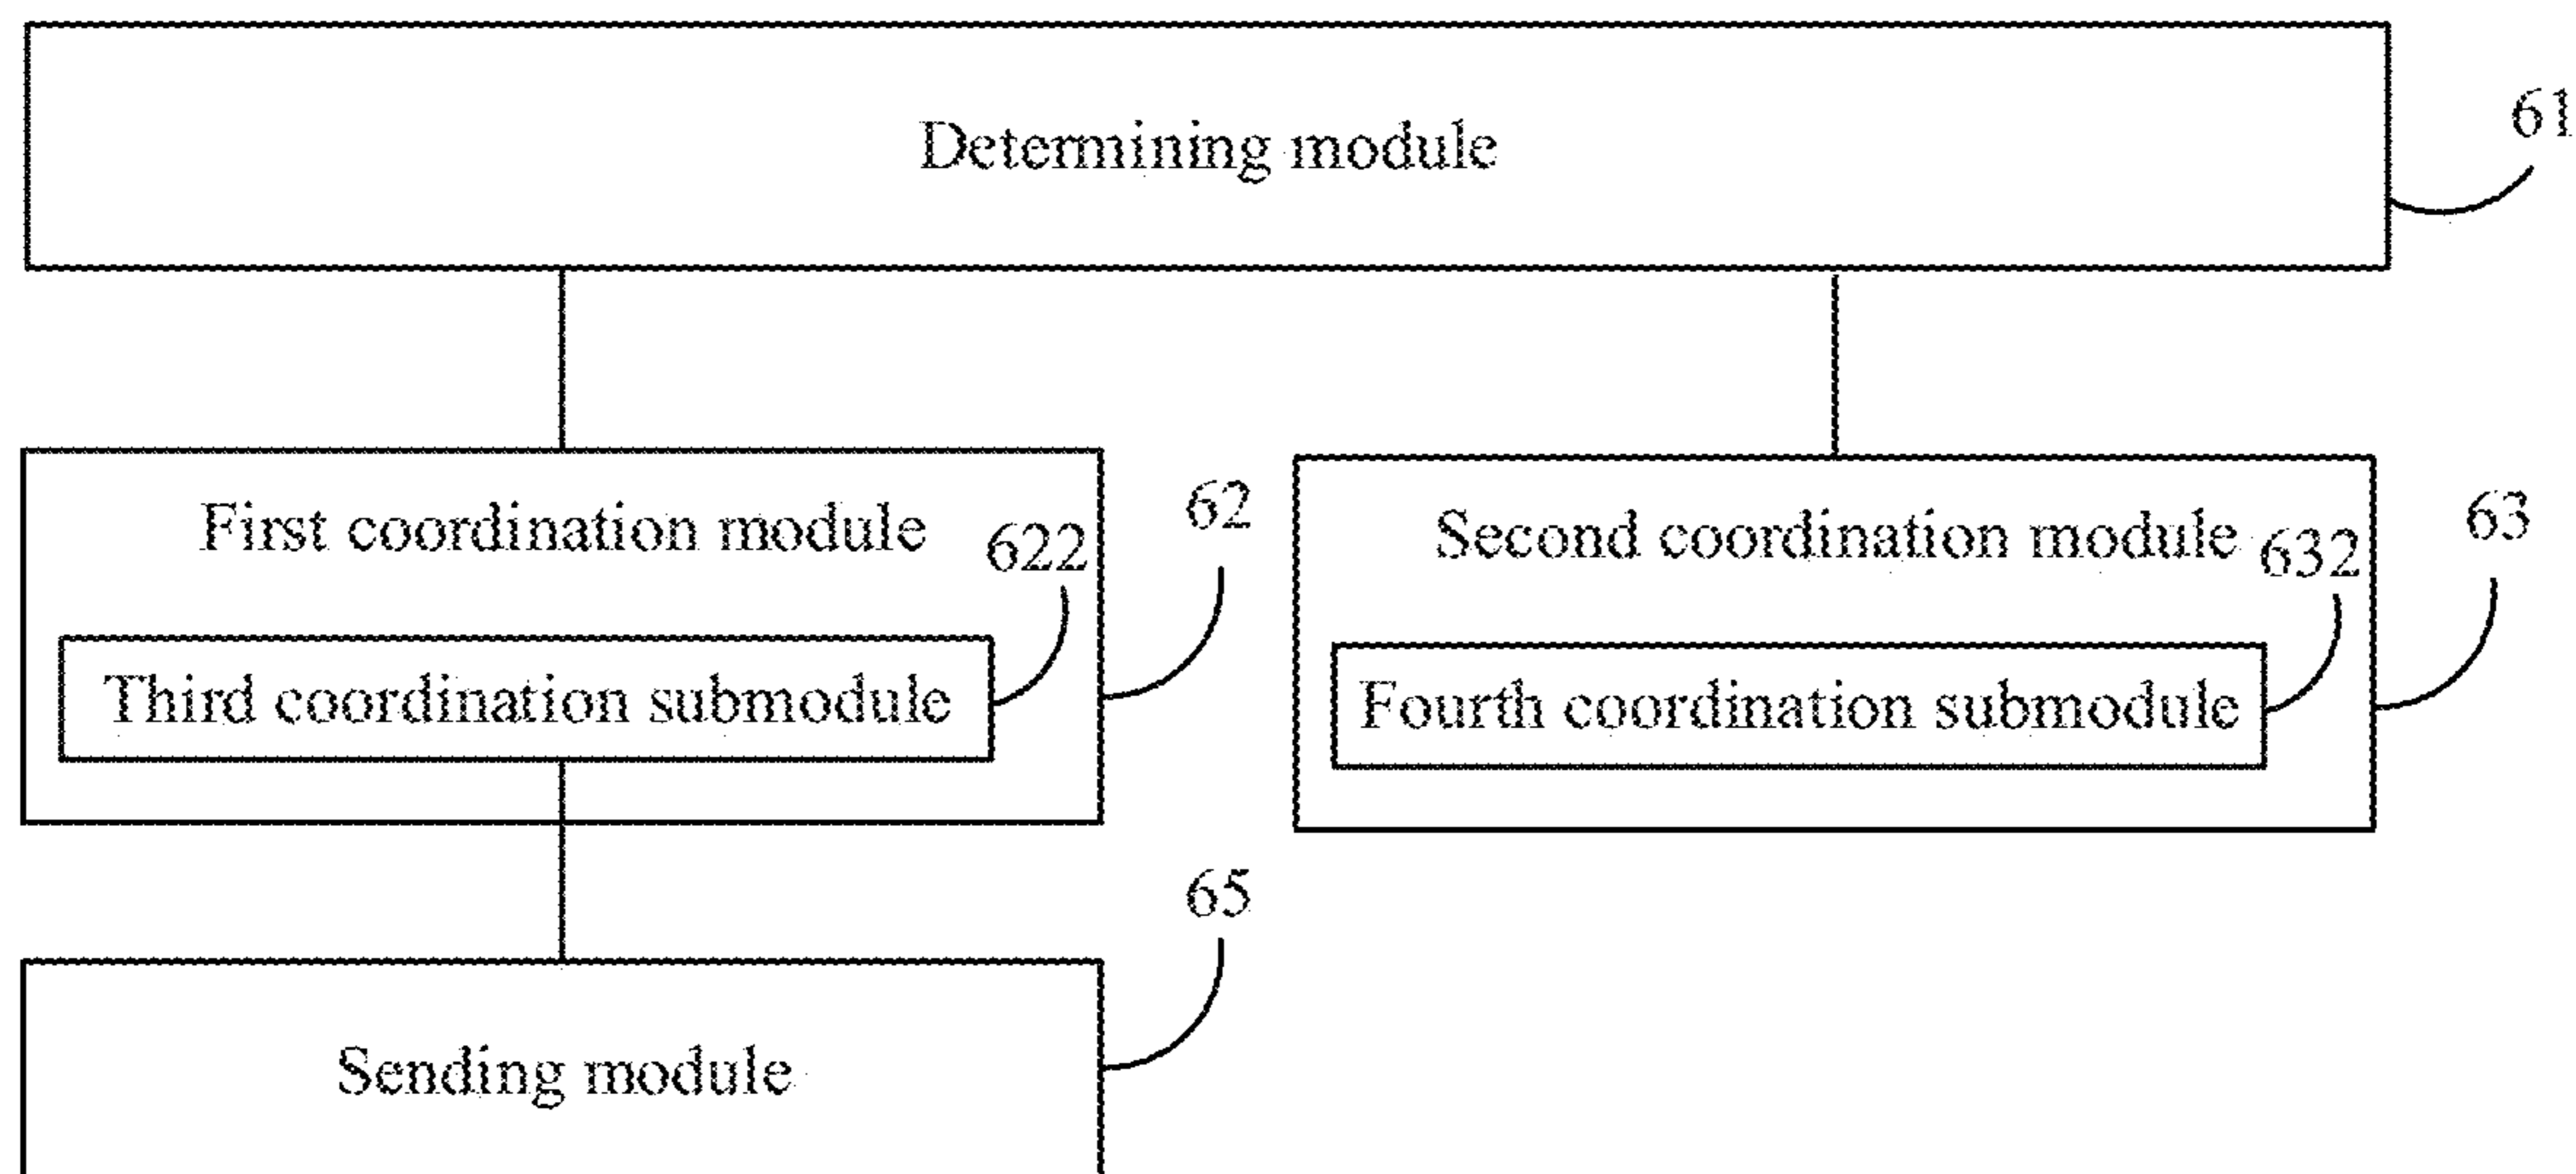 61
Determining module
62
First coordination module
622
63
Second coordination module
632
Third coordination submodule
Fourth coordination submodule
65
Sending module